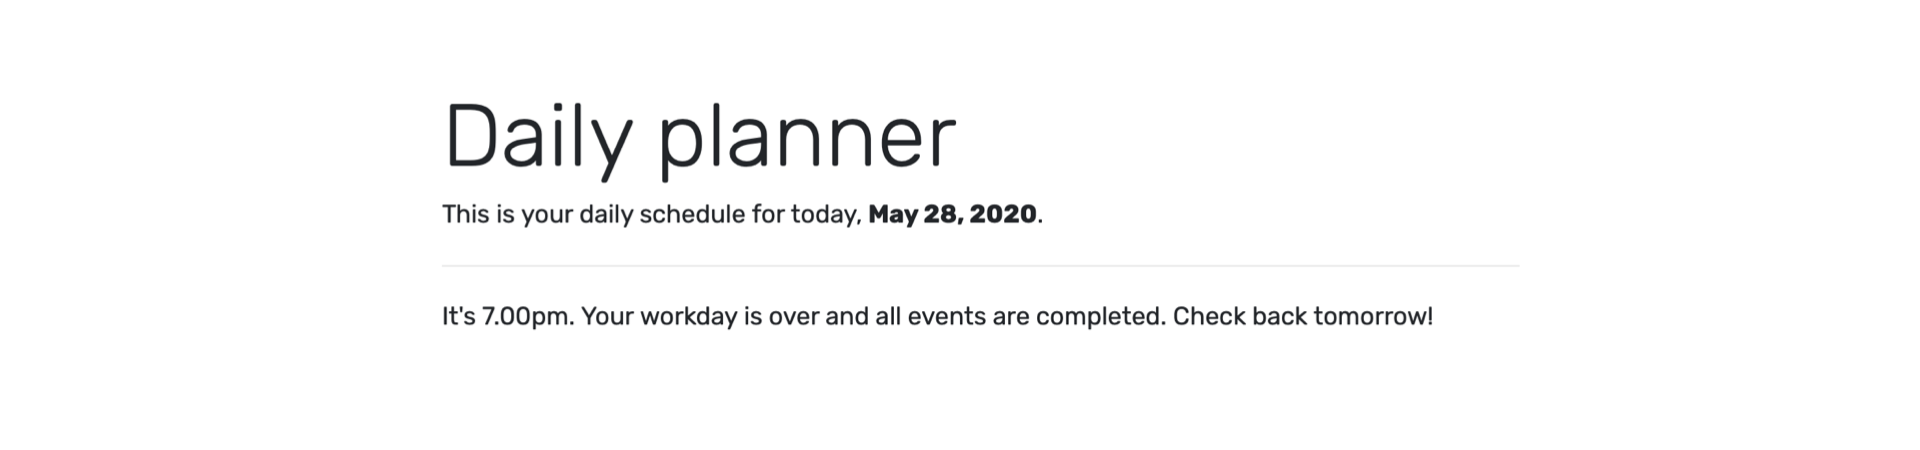 Daily planner
This is your daily schedule for today, May 28, 2020.
It's 7.00pm. Your workday is over and all events are completed. Check back tomorrow!